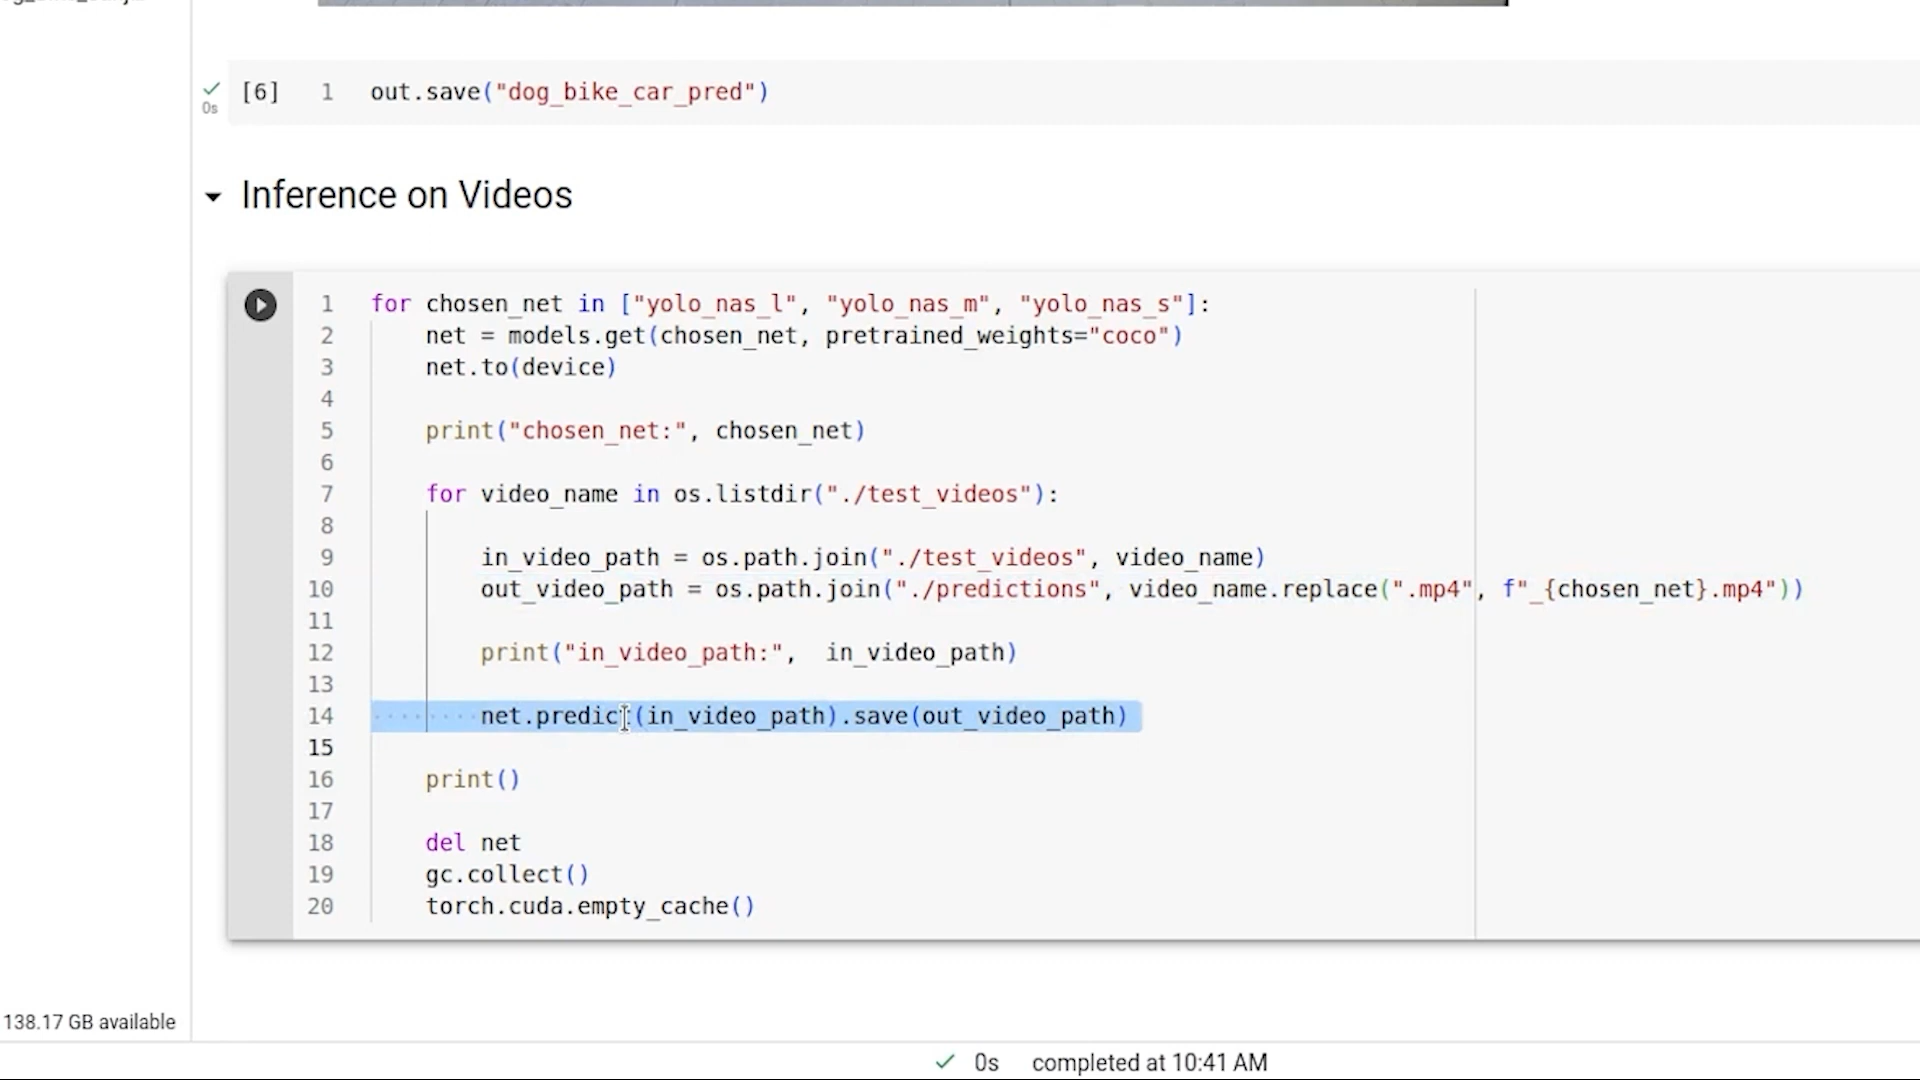 [6] 1 out.save("dog_bike_car_pred")
0s
Inference on Videos
1 for chosen_net in ["yolo_nas_l", "yolo_nas_m", "yolo_nas_s"]:
2     net = models.get(chosen_net, pretrained_weights="coco")
3     net.to(device)
4
5     print("chosen_net:", chosen_net)
6
7     for video_name in os.listdir("./test_videos"):
8
9         in_video_path = os.path.join("./test_videos", video_name)
10         out_video_path = os.path.join("./predictions", video_name.replace(".mp4", f"_{chosen_net}.mp4"))
11
12         print("in_video_path:",  in_video_path)
13
14         net.predict(in_video_path).save(out_video_path)
15
16     print()
17
18     del net
19     gc.collect()
20     torch.cuda.empty_cache()
138.17 GB available
0s completed at 10:41 AM